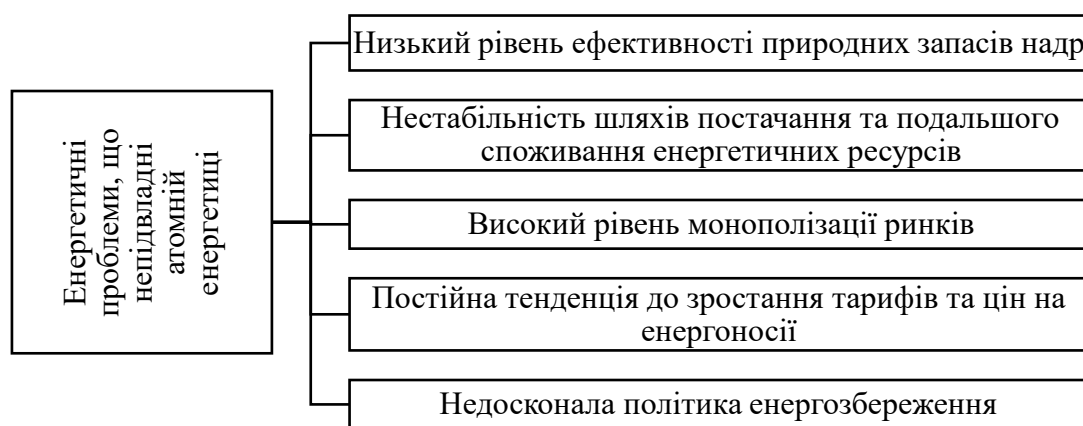 Енергетичні
проблеми, що
непідвладні
атомній
енергетиці
Низький рівень ефективності природних запасів надр
Нестабільність шляхів постачання та подальшого
споживання енергетичних ресурсів
Високий рівень монополізації ринків
Постійна тенденція до зростання тарифів та цін на
енергоносії
Недосконала політика енергозбереження